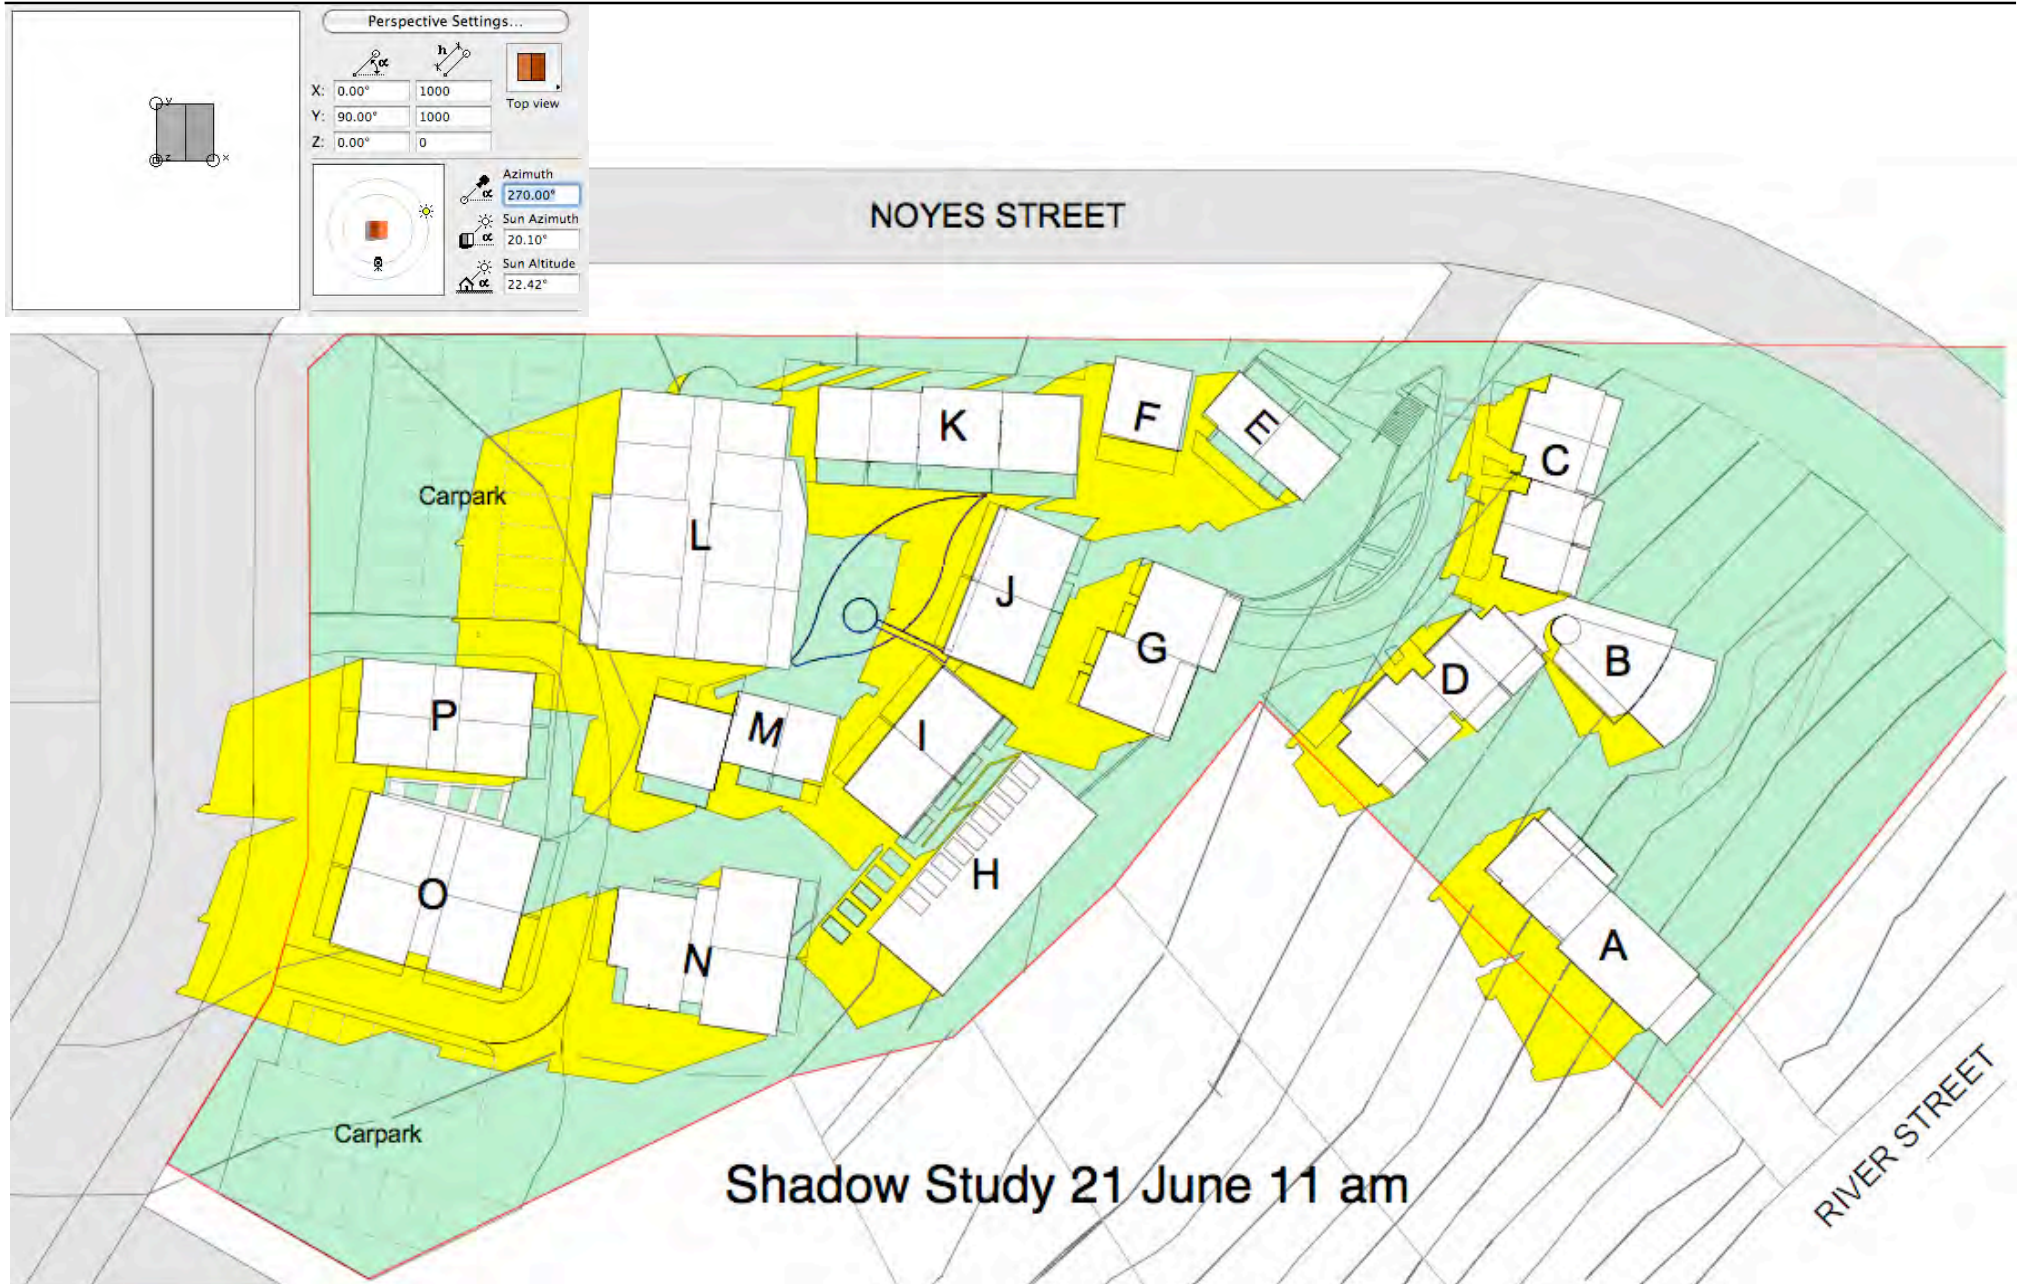 Perspective Settings...
α
h
X: 0.00° 1000
Top view
Y: 90.00° 1000
Z: 0.00° 0
y
z x
Azimuth
α 270.00°
Sun Azimuth
α 20.10°
Sun Altitude
α 22.42°
NOYES STREET
K
F
E
C
Carpark
L
J
G
B
D
P
M
I
H
O
N
A
Carpark
Shadow Study 21 June 11 am
RIVER STREET